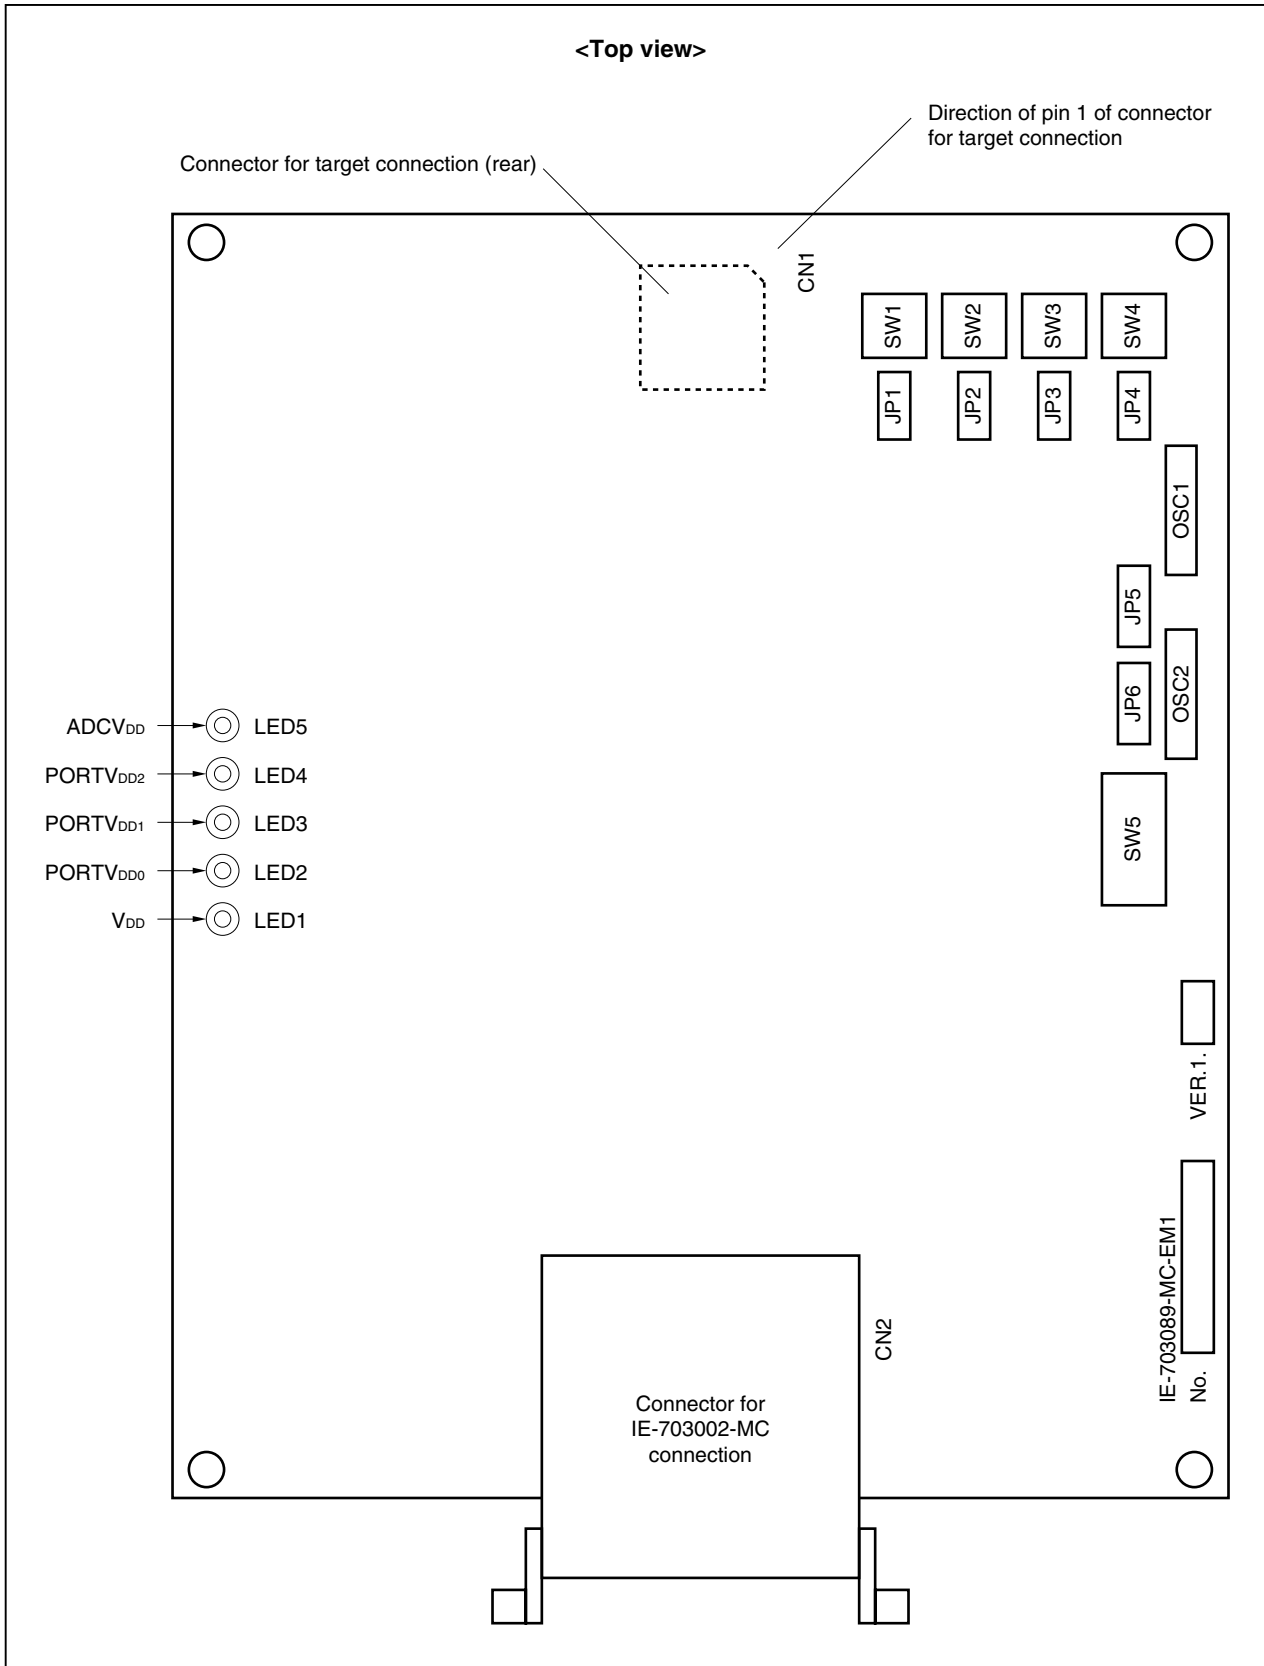 <Top view>
Direction of pin 1 of connector
for target connection
Connector for target connection (rear)
CN1
SW1
SW2
SW3
SW4
JP1
JP2
JP3
JP4
OSC1
JP5
OSC2
JP6
SW5
ADCVDD
LED5
PORTVDD2
LED4
PORTVDD1
LED3
PORTVDD0
LED2
VDD
LED1
VER.1.
IE-703089-MC-EM1
No.
CN2
Connector for
IE-703002-MC
connection